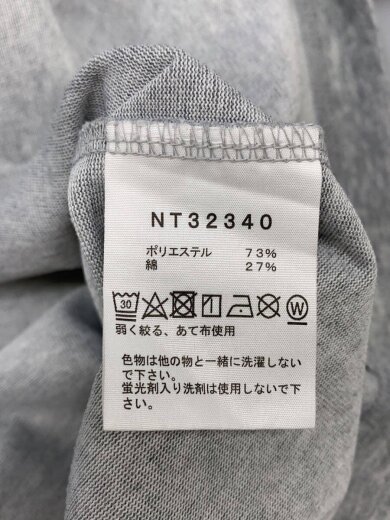 NT32340
ポリエステル 73%
綿 27%
30 W
弱く絞る、あて布使用
色物は他の物と一緒に洗濯しない
で下さい。
蛍光剤入り洗剤は使用しないで下
さい。